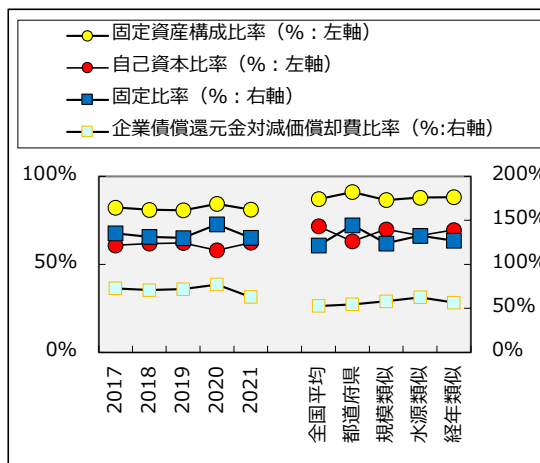 固定資産構成比率（%：左軸）
自己資本比率（%：左軸）
固定比率（%：右軸）
企業債償還元金対減価償却費比率（%:右軸）
100%
50%
0%
200%
150%
100%
50%
0%
2017
2018
2019
2020
2021
全国平均
都道府県
規模類似
水源類似
経年類似